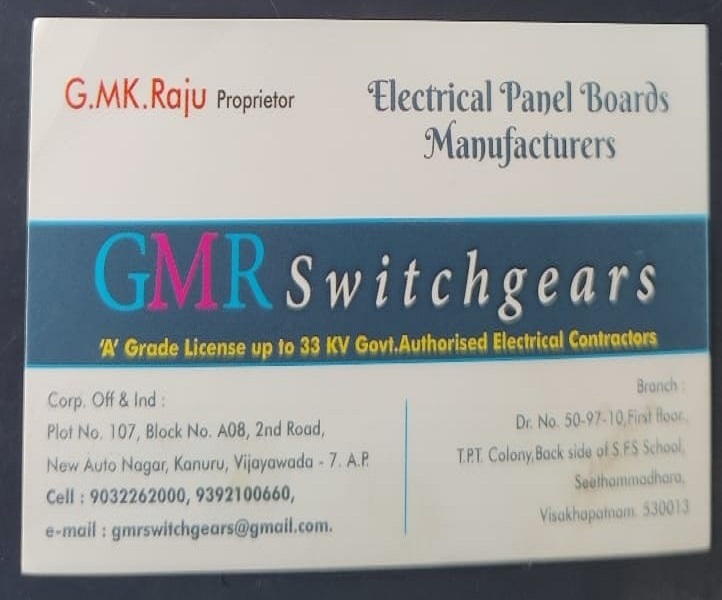 G.MK.Raju Proprietor
Electrical Panel Boards
Manufacturers
GMR Switchgears
'A' Grade License up to 33 KV Govt.Authorised Electrical Contractors
Corp. Off & Ind :
Plot No. 107, Block No. A08, 2nd Road,
New Auto Nagar, Kanuru, Vijayawada - 7. A.P.
Cell : 9032262000, 9392100660,
e-mail : gmrswitchgears@gmail.com.
Branch :
Dr. No. 50-97-10,First floor.,
T.P.T. Colony,Back side of S.F.S School,
Seethammadhara,
Visakhapatnam. 530013